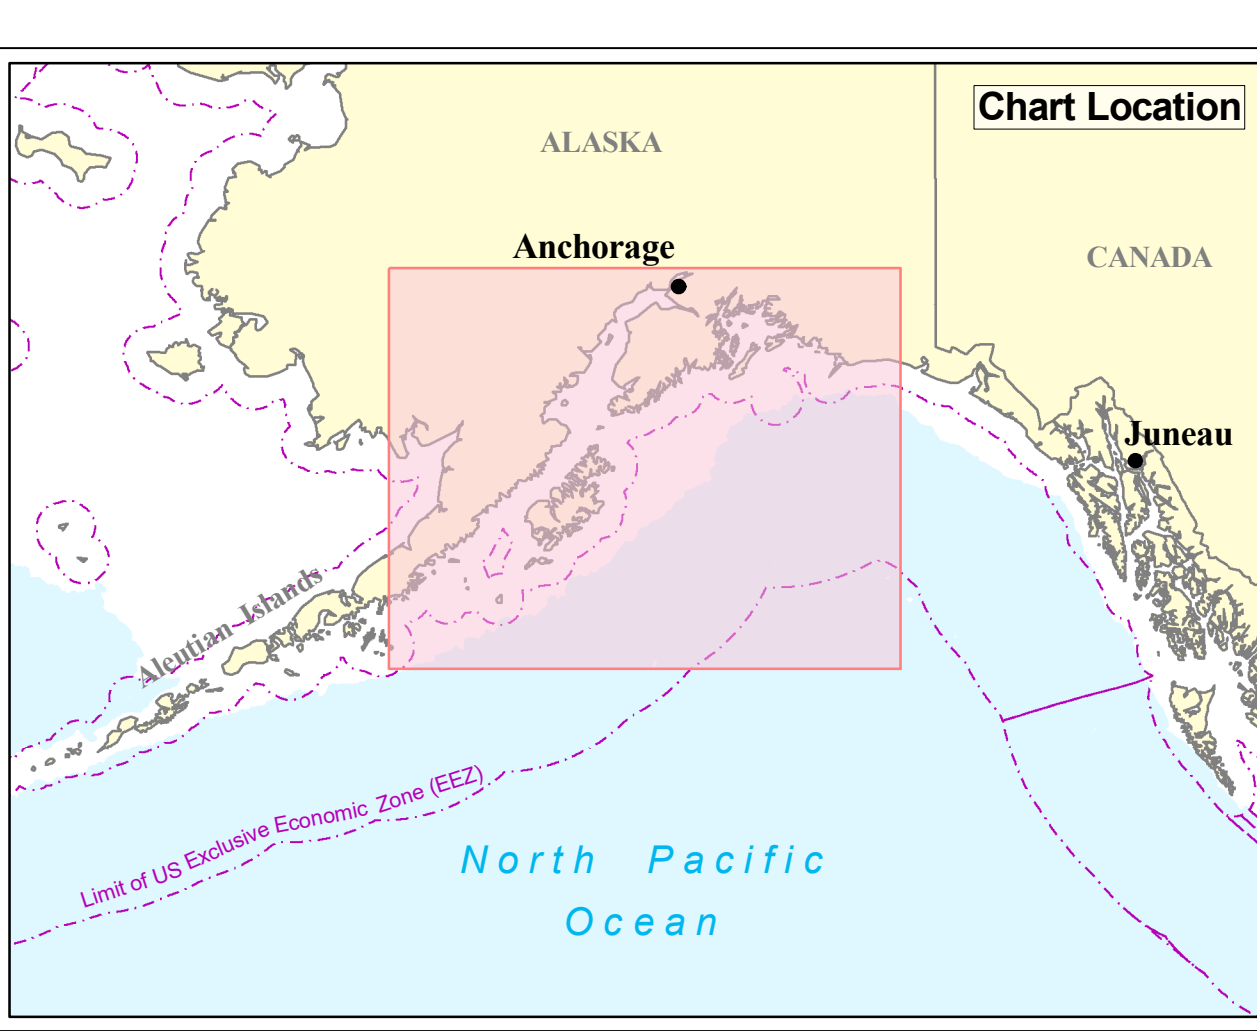 Chart Location
ALASKA
Anchorage
CANADA
Juneau
Aleutian Islands
Limit of US Exclusive Economic Zone (EEZ)
North Pacific
Ocean